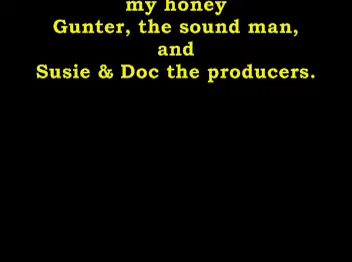 my honey
Gunter, the sound man,
and
Susie & Doc the producers.